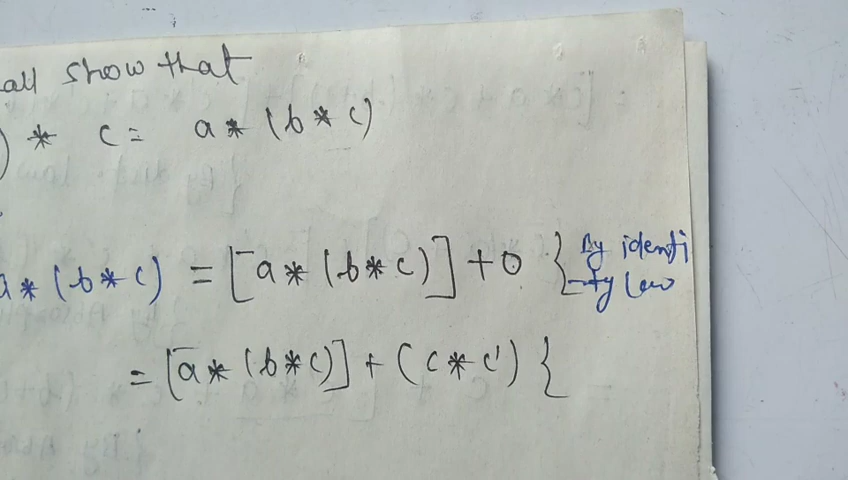 all show that
) * c = a * (b * c)
a * (b * c) = [a * (b * c)] + 0 { By identi
-ty law
= [a * (b * c)] + (c * c') {